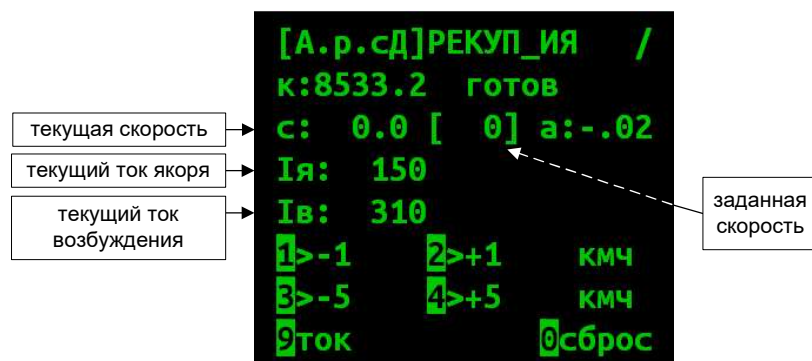 [А.р.сД]РЕКУП_ИЯ /
к:8533.2 готов
текущая скорость
с: 0.0 [ 0] а:-.02
текущий ток якоря
Iя: 150
текущий ток
возбуждения
Iв: 310
заданная
скорость
1>-1 2>+1 кмч
3>-5 4>+5 кмч
9ток 0сброс